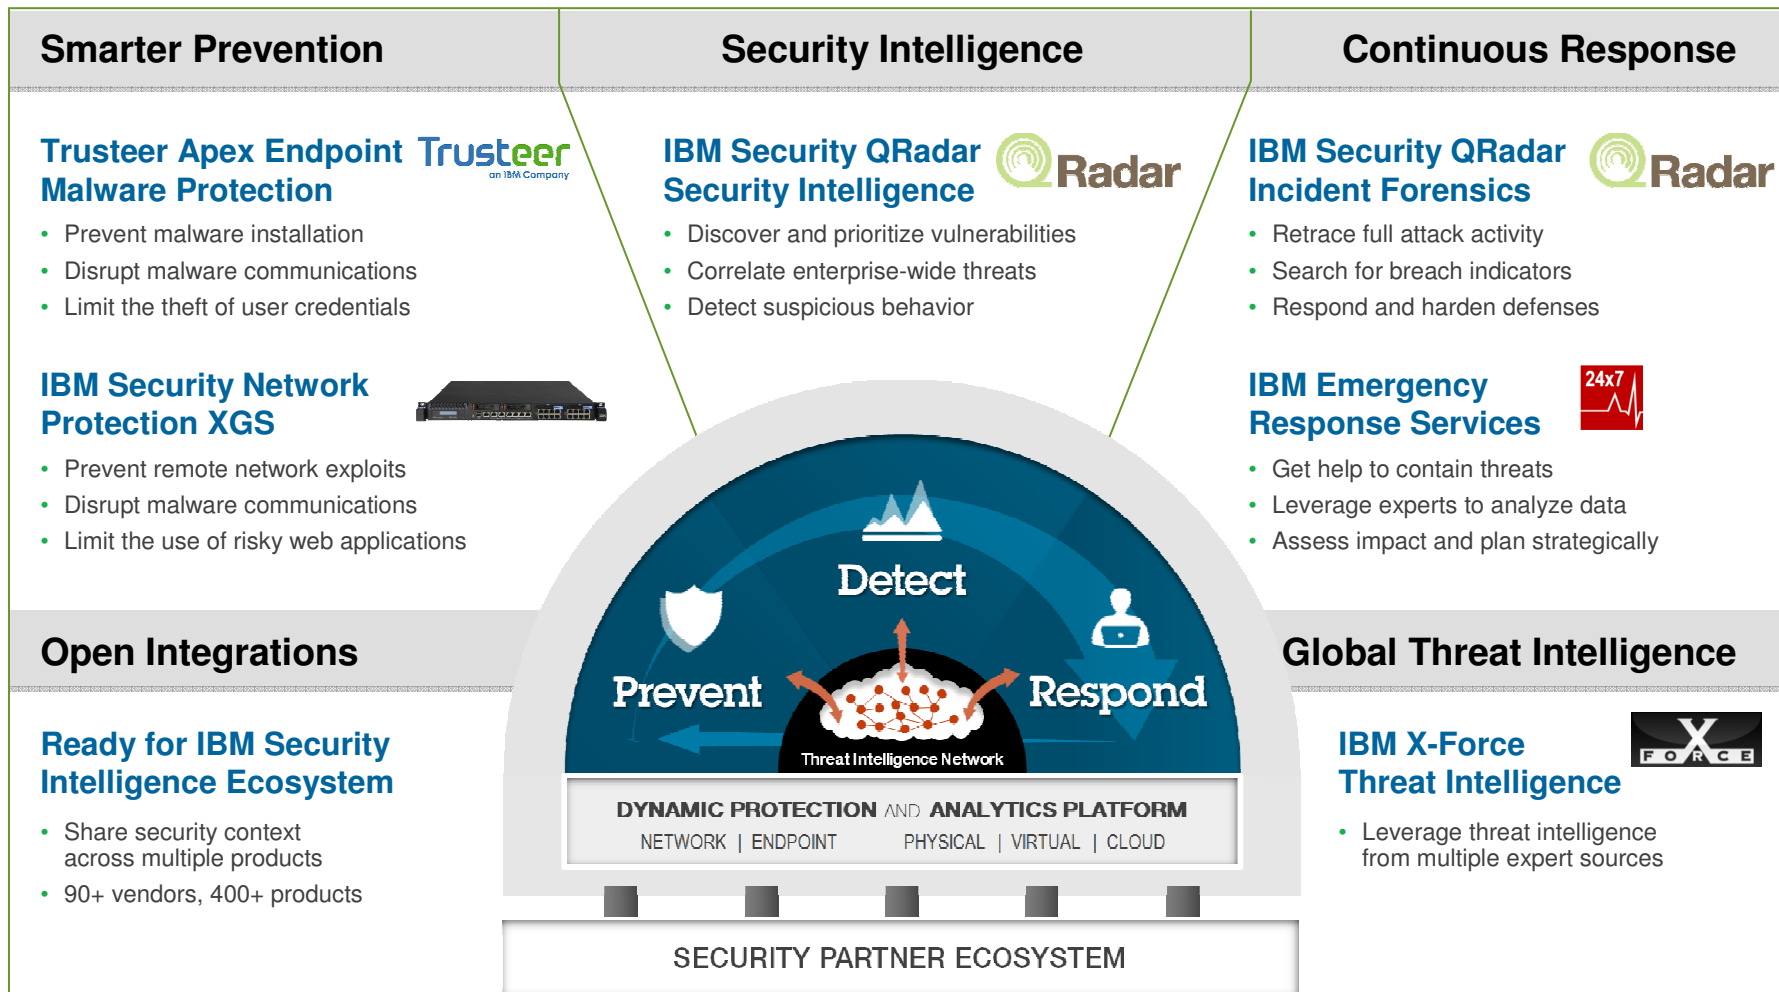 Smarter Prevention
Security Intelligence
Continuous Response
Trusteer Apex Endpoint
Malware Protection
Trusteer
an IBM Company
• Prevent malware installation
• Disrupt malware communications
• Limit the theft of user credentials
IBM Security Network
Protection XGS
• Prevent remote network exploits
• Disrupt malware communications
• Limit the use of risky web applications
IBM Security QRadar
Security Intelligence
QRadar
• Discover and prioritize vulnerabilities
• Correlate enterprise-wide threats
• Detect suspicious behavior
IBM Security QRadar
Incident Forensics
QRadar
• Retrace full attack activity
• Search for breach indicators
• Respond and harden defenses
IBM Emergency
Response Services
24x7
• Get help to contain threats
• Leverage experts to analyze data
• Assess impact and plan strategically
Detect
Prevent
Respond
Threat Intelligence Network
DYNAMIC PROTECTION AND ANALYTICS PLATFORM
NETWORK | ENDPOINT PHYSICAL | VIRTUAL | CLOUD
SECURITY PARTNER ECOSYSTEM
Open Integrations
Ready for IBM Security
Intelligence Ecosystem
• Share security context
across multiple products
• 90+ vendors, 400+ products
Global Threat Intelligence
IBM X-Force
Threat Intelligence
X
FORCE
• Leverage threat intelligence
from multiple expert sources